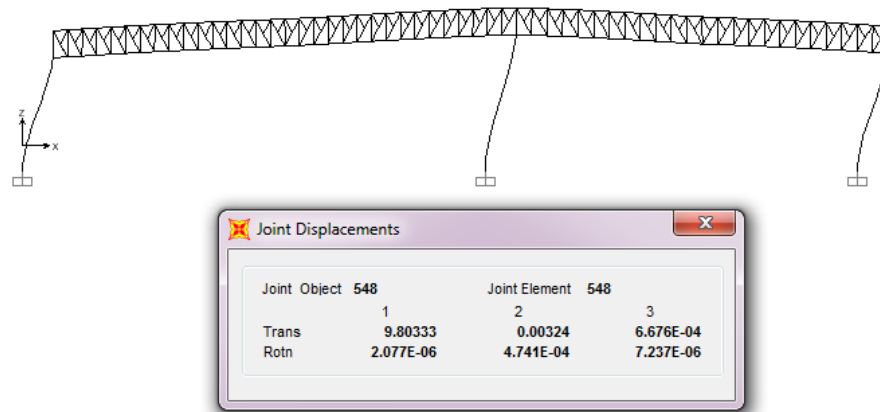 z
x
Joint Displacements
Joint Object 548 Joint Element 548
1 2 3
Trans 9.80333 0.00324 6.676E-04
Rotn 2.077E-06 4.741E-04 7.237E-06